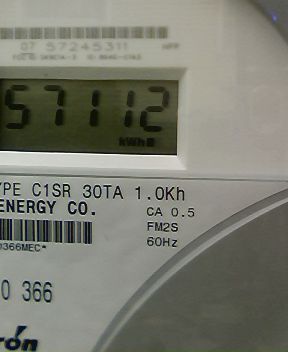 07 57245311
57112
kWh
YPE C1SR 30TA 1.0Kh
ENERGY CO.
CA 0.5
FM2S
60Hz
0366MEC*
0 366
rón